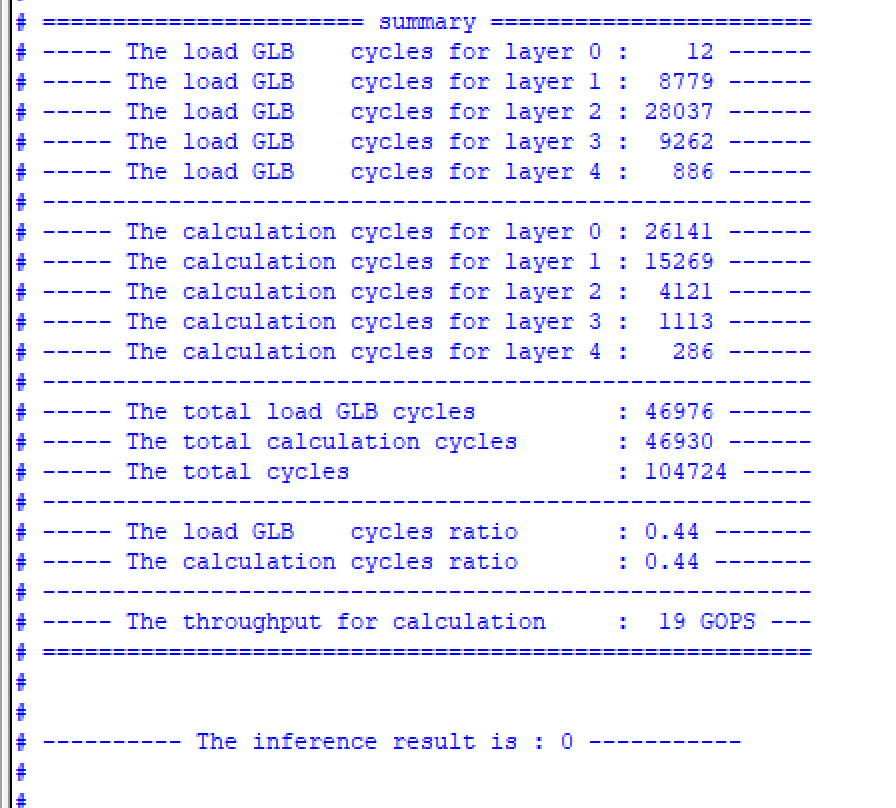 # ======================= summary =======================
# ----- The load GLB    cycles for layer 0 :    12 ------
# ----- The load GLB    cycles for layer 1 :  8779 ------
# ----- The load GLB    cycles for layer 2 : 28037 ------
# ----- The load GLB    cycles for layer 3 :  9262 ------
# ----- The load GLB    cycles for layer 4 :   886 ------
# -------------------------------------------------------
# ----- The calculation cycles for layer 0 : 26141 ------
# ----- The calculation cycles for layer 1 : 15269 ------
# ----- The calculation cycles for layer 2 :  4121 ------
# ----- The calculation cycles for layer 3 :  1113 ------
# ----- The calculation cycles for layer 4 :   286 ------
# -------------------------------------------------------
# ----- The total load GLB cycles          : 46976 ------
# ----- The total calculation cycles       : 46930 ------
# ----- The total cycles                   : 104724 -----
# -------------------------------------------------------
# ----- The load GLB    cycles ratio       : 0.44 -------
# ----- The calculation cycles ratio       : 0.44 -------
# -------------------------------------------------------
# ----- The throughput for calculation     :  19 GOPS ---
# =======================================================
#
#
# ---------- The inference result is : 0 -----------
#
#